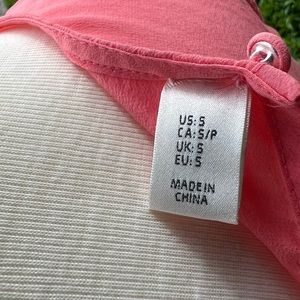 US: S
CA: S/P
UK: S
EU: S
MADE IN
CHINA